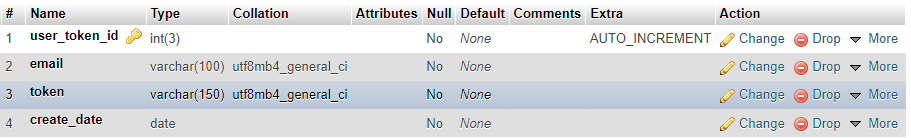 # Name Type Collation Attributes Null Default Comments Extra Action
1 user_token_id int(3) No None AUTO_INCREMENT Change Drop More
2 email varchar(100) utf8mb4_general_ci No None Change Drop More
3 token varchar(150) utf8mb4_general_ci No None Change Drop More
4 create_date date No None Change Drop More